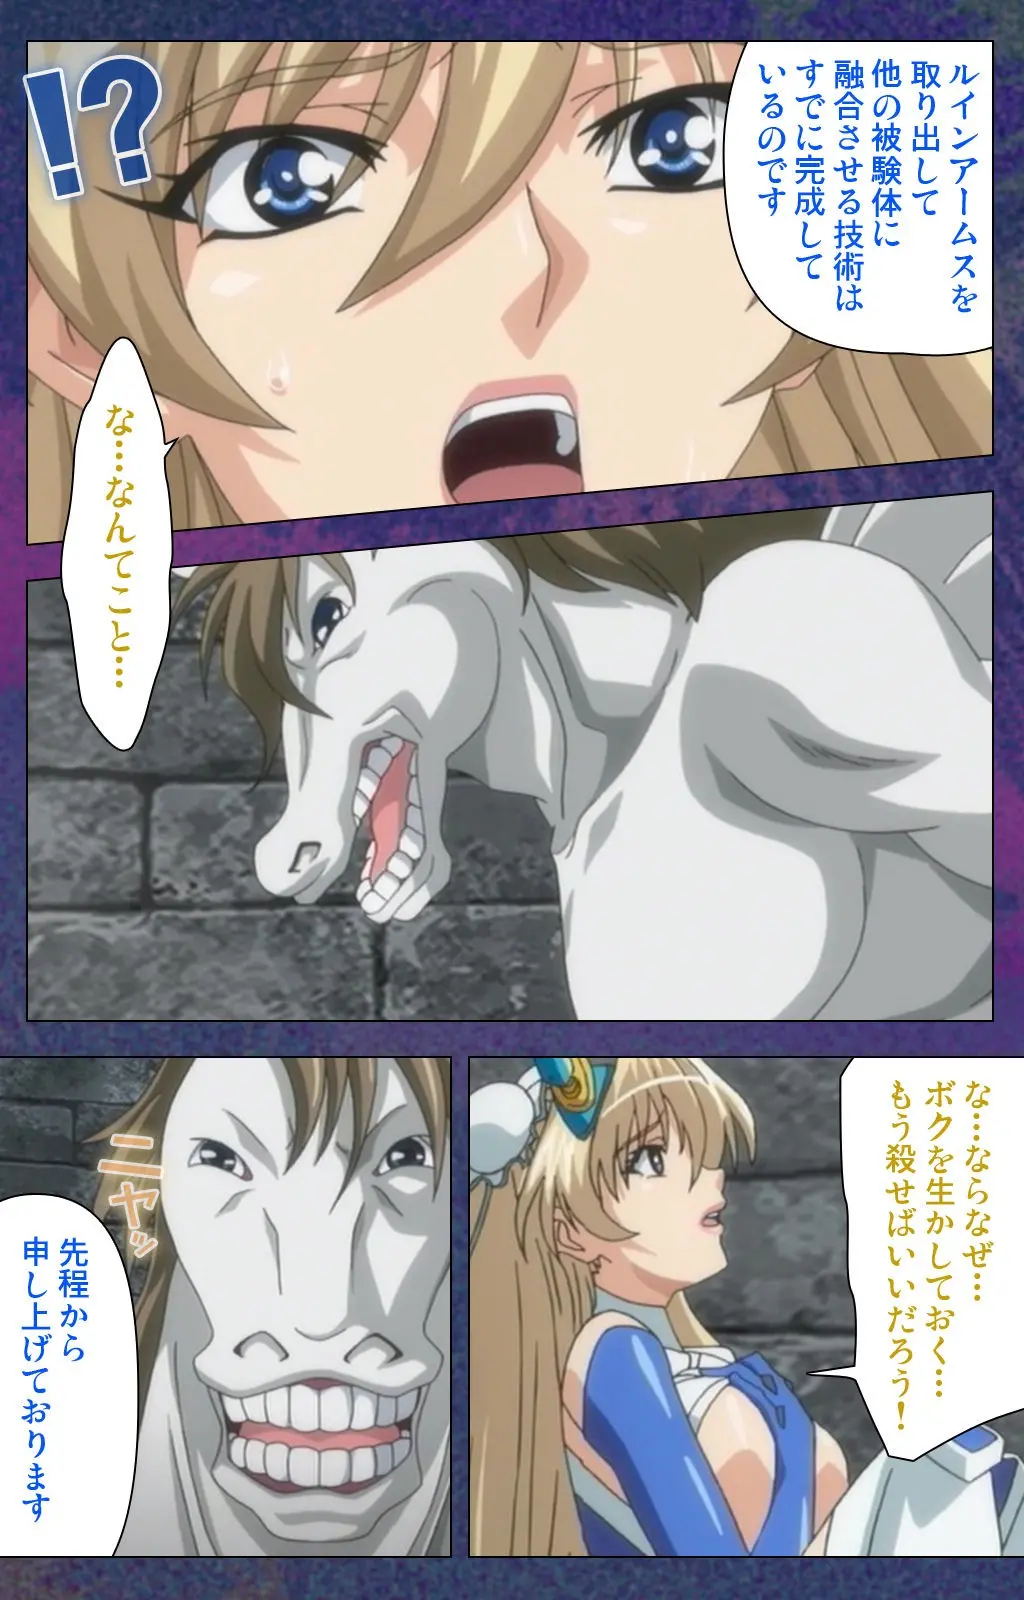 ルインアームスを
取り出して
他の被験体に
融合させる技術は
すでに完成して
いるのです
!?
な…なんてこと…
な…ならなぜ…
ボクを生かしておく…
もう殺せばいいだろう!
ニヤッ
先程から
申し上げております